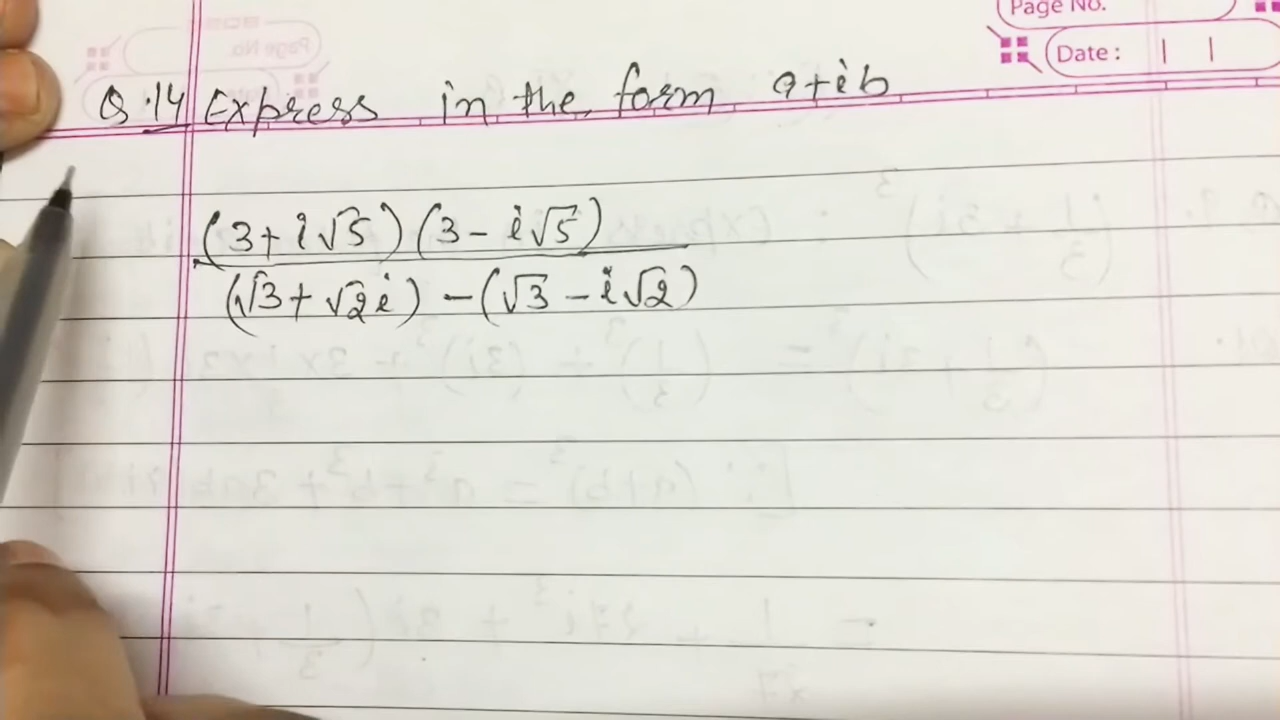 Page No.
Date :
Q.14 Express in the form a+ib
(3+i√5)(3-i√5)
(√3+√2i)-(√3-i√2)